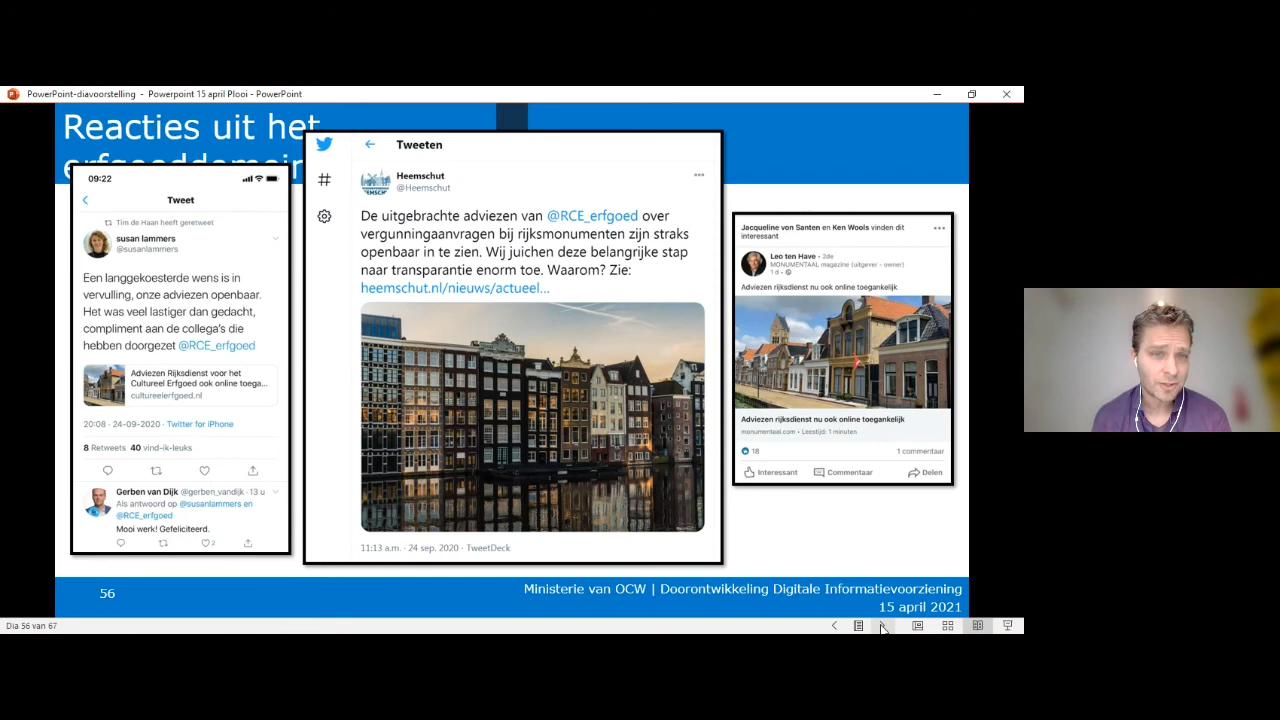 PowerPoint-diavoorstelling - Powerpoint 15 april Plooi - PowerPoint
Reacties uit het
erfgoeddomein
09:22
Tweet
Tim de Haan heeft geretweet
susan lammers
@susanlammers
Een langgekoesterde wens is in
vervulling, onze adviezen openbaar.
Het was veel lastiger dan gedacht,
compliment aan de collega's die
hebben doorgezet @RCE_erfgoed
Adviezen Rijksdienst voor het
Cultureel Erfgoed ook online toega...
cultureelerfgoed.nl
20:08 · 24-09-2020 · Twitter for iPhone
8 Retweets 40 vind-ik-leuks
Gerben van Dijk @gerben_vandijk · 13 u
Als antwoord op @susanlammers en
@RCE_erfgoed
Mooi werk! Gefeliciteerd.
2
Tweeten
Heemschut
@Heemschut
De uitgebrachte adviezen van @RCE_erfgoed over
vergunningaanvragen bij rijksmonumenten zijn straks
openbaar in te zien. Wij juichen deze belangrijke stap
naar transparantie enorm toe. Waarom? Zie:
heemschut.nl/nieuws/actueel...
11:13 a.m. · 24 sep. 2020 · TweetDeck
Jacqueline von Santen en Ken Wools vinden dit
interessant
Leo ten Have · 2de
MONUMENTAAL magazine (uitgever - owner)
1 d ·
Adviezen rijksdienst nu ook online toegankelijk
Adviezen rijksdienst nu ook online toegankelijk
monumentaal.com · Leestijd: 1 minuten
18
1 commentaar
Interessant Commentaar Delen
56
Ministerie van OCW | Doorontwikkeling Digitale Informatievoorziening
15 april 2021
Dia 56 van 67